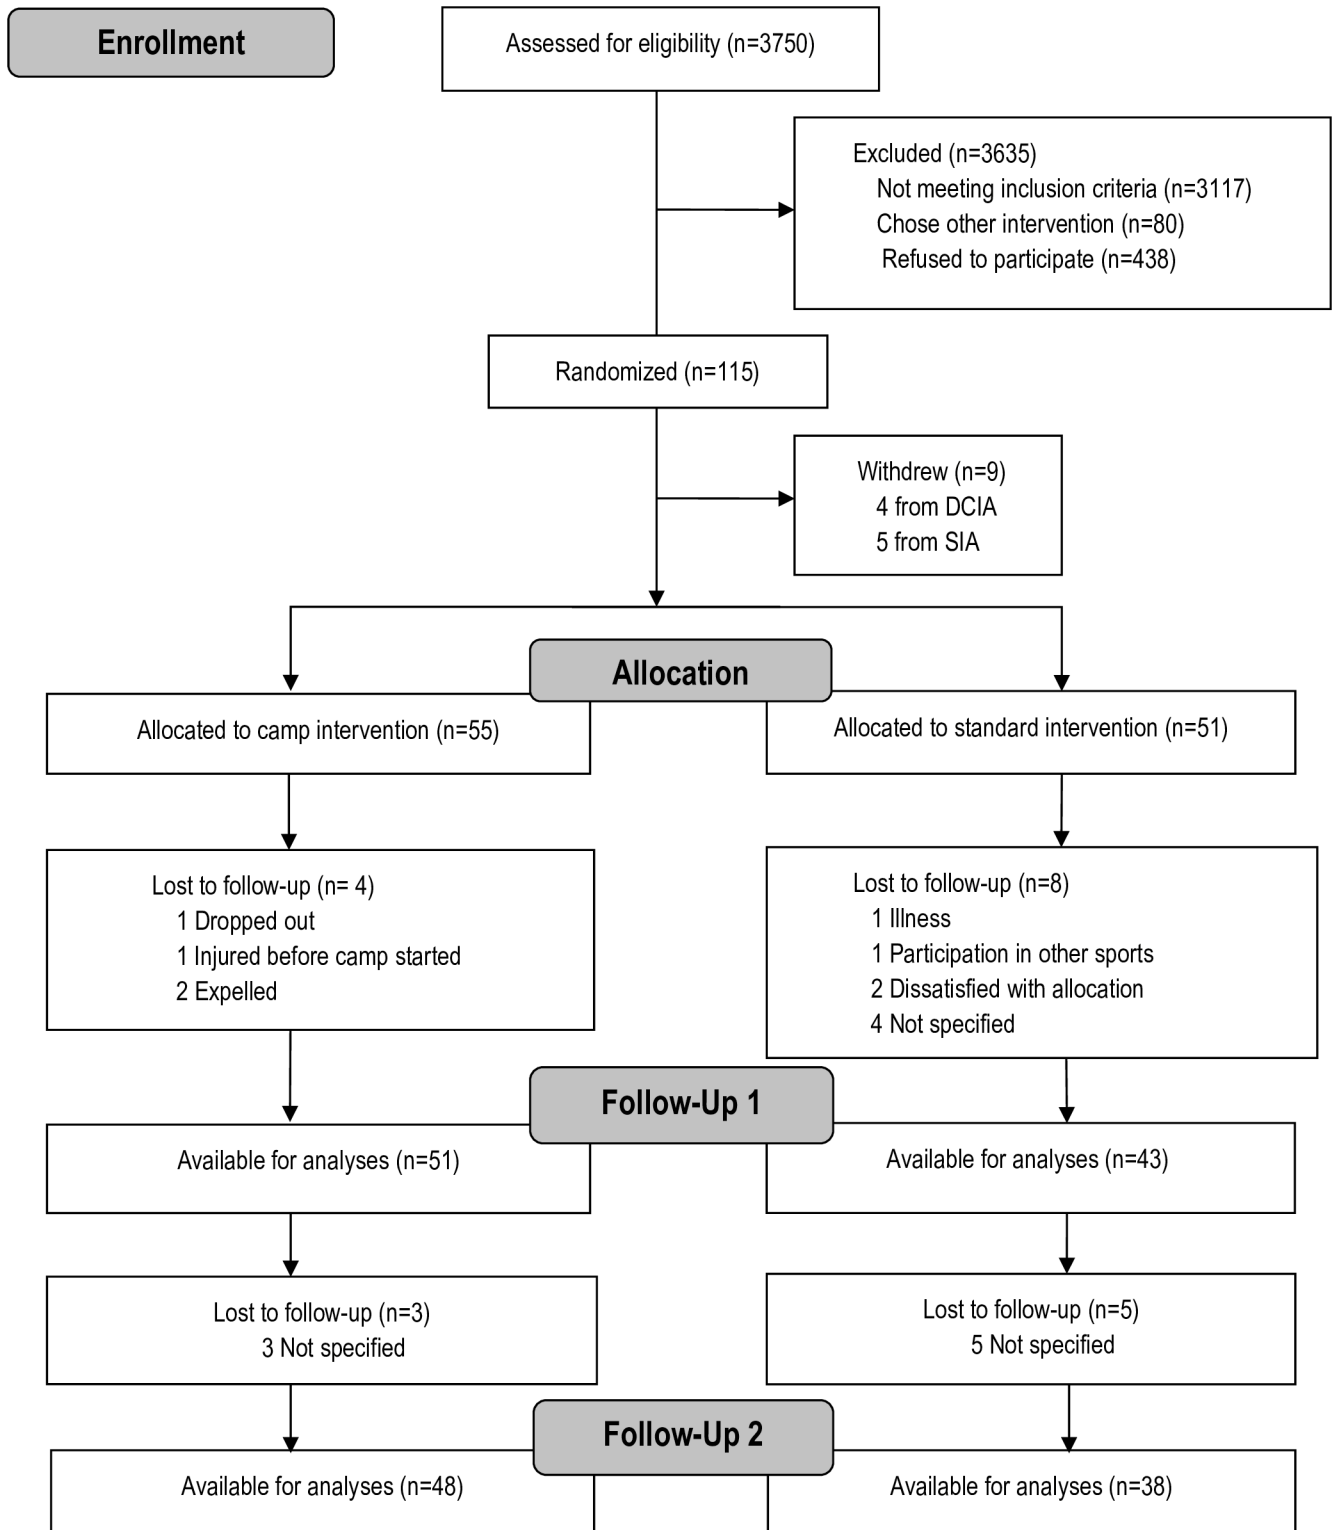 Enrollment
Assessed for eligibility (n=3750)
Excluded (n=3635)
Not meeting inclusion criteria (n=3117)
Chose other intervention (n=80)
Refused to participate (n=438)
Randomized (n=115)
Withdrew (n=9)
4 from DCIA
5 from SIA
Allocation
Allocated to camp intervention (n=55)
Allocated to standard intervention (n=51)
Lost to follow-up (n= 4)
1 Dropped out
1 Injured before camp started
2 Expelled
Lost to follow-up (n=8)
1 Illness
1 Participation in other sports
2 Dissatisfied with allocation
4 Not specified
Follow-Up 1
Available for analyses (n=51)
Available for analyses (n=43)
Lost to follow-up (n=3)
3 Not specified
Lost to follow-up (n=5)
5 Not specified
Follow-Up 2
Available for analyses (n=48)
Available for analyses (n=38)